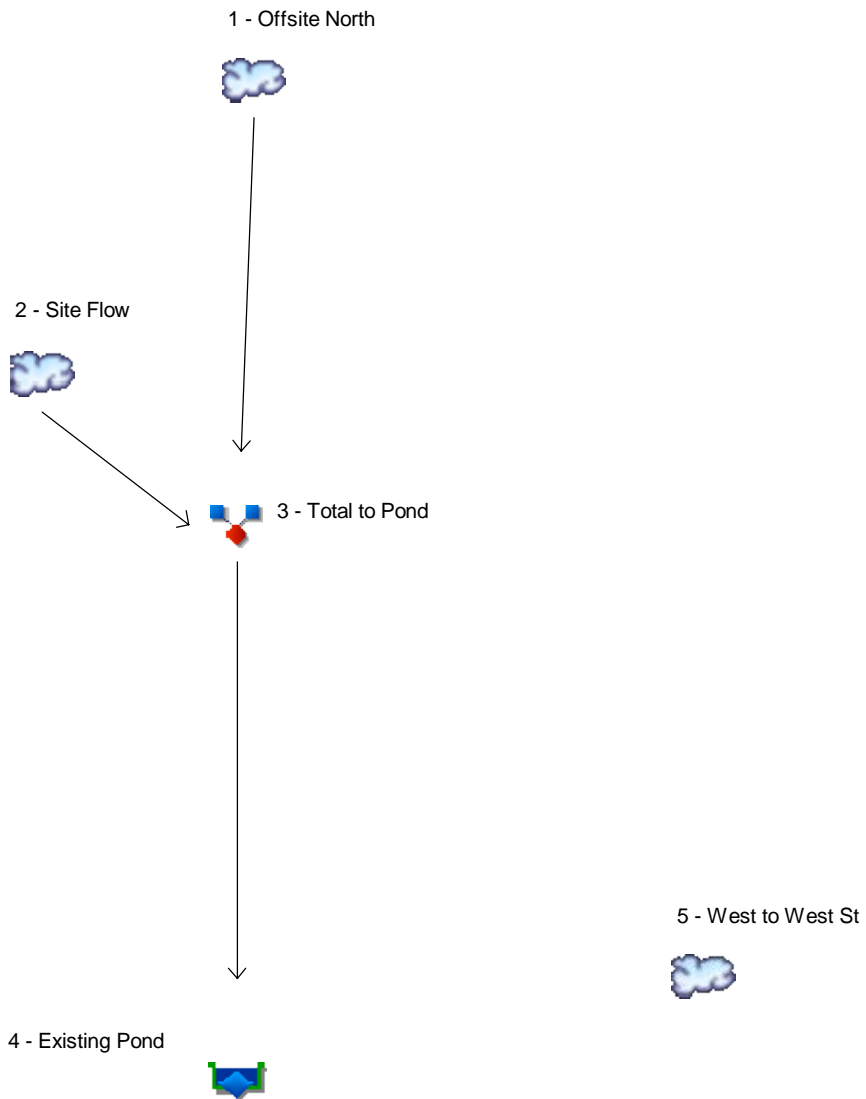 1 - Offsite North
2 - Site Flow
3 - Total to Pond
5 - West to West St
4 - Existing Pond